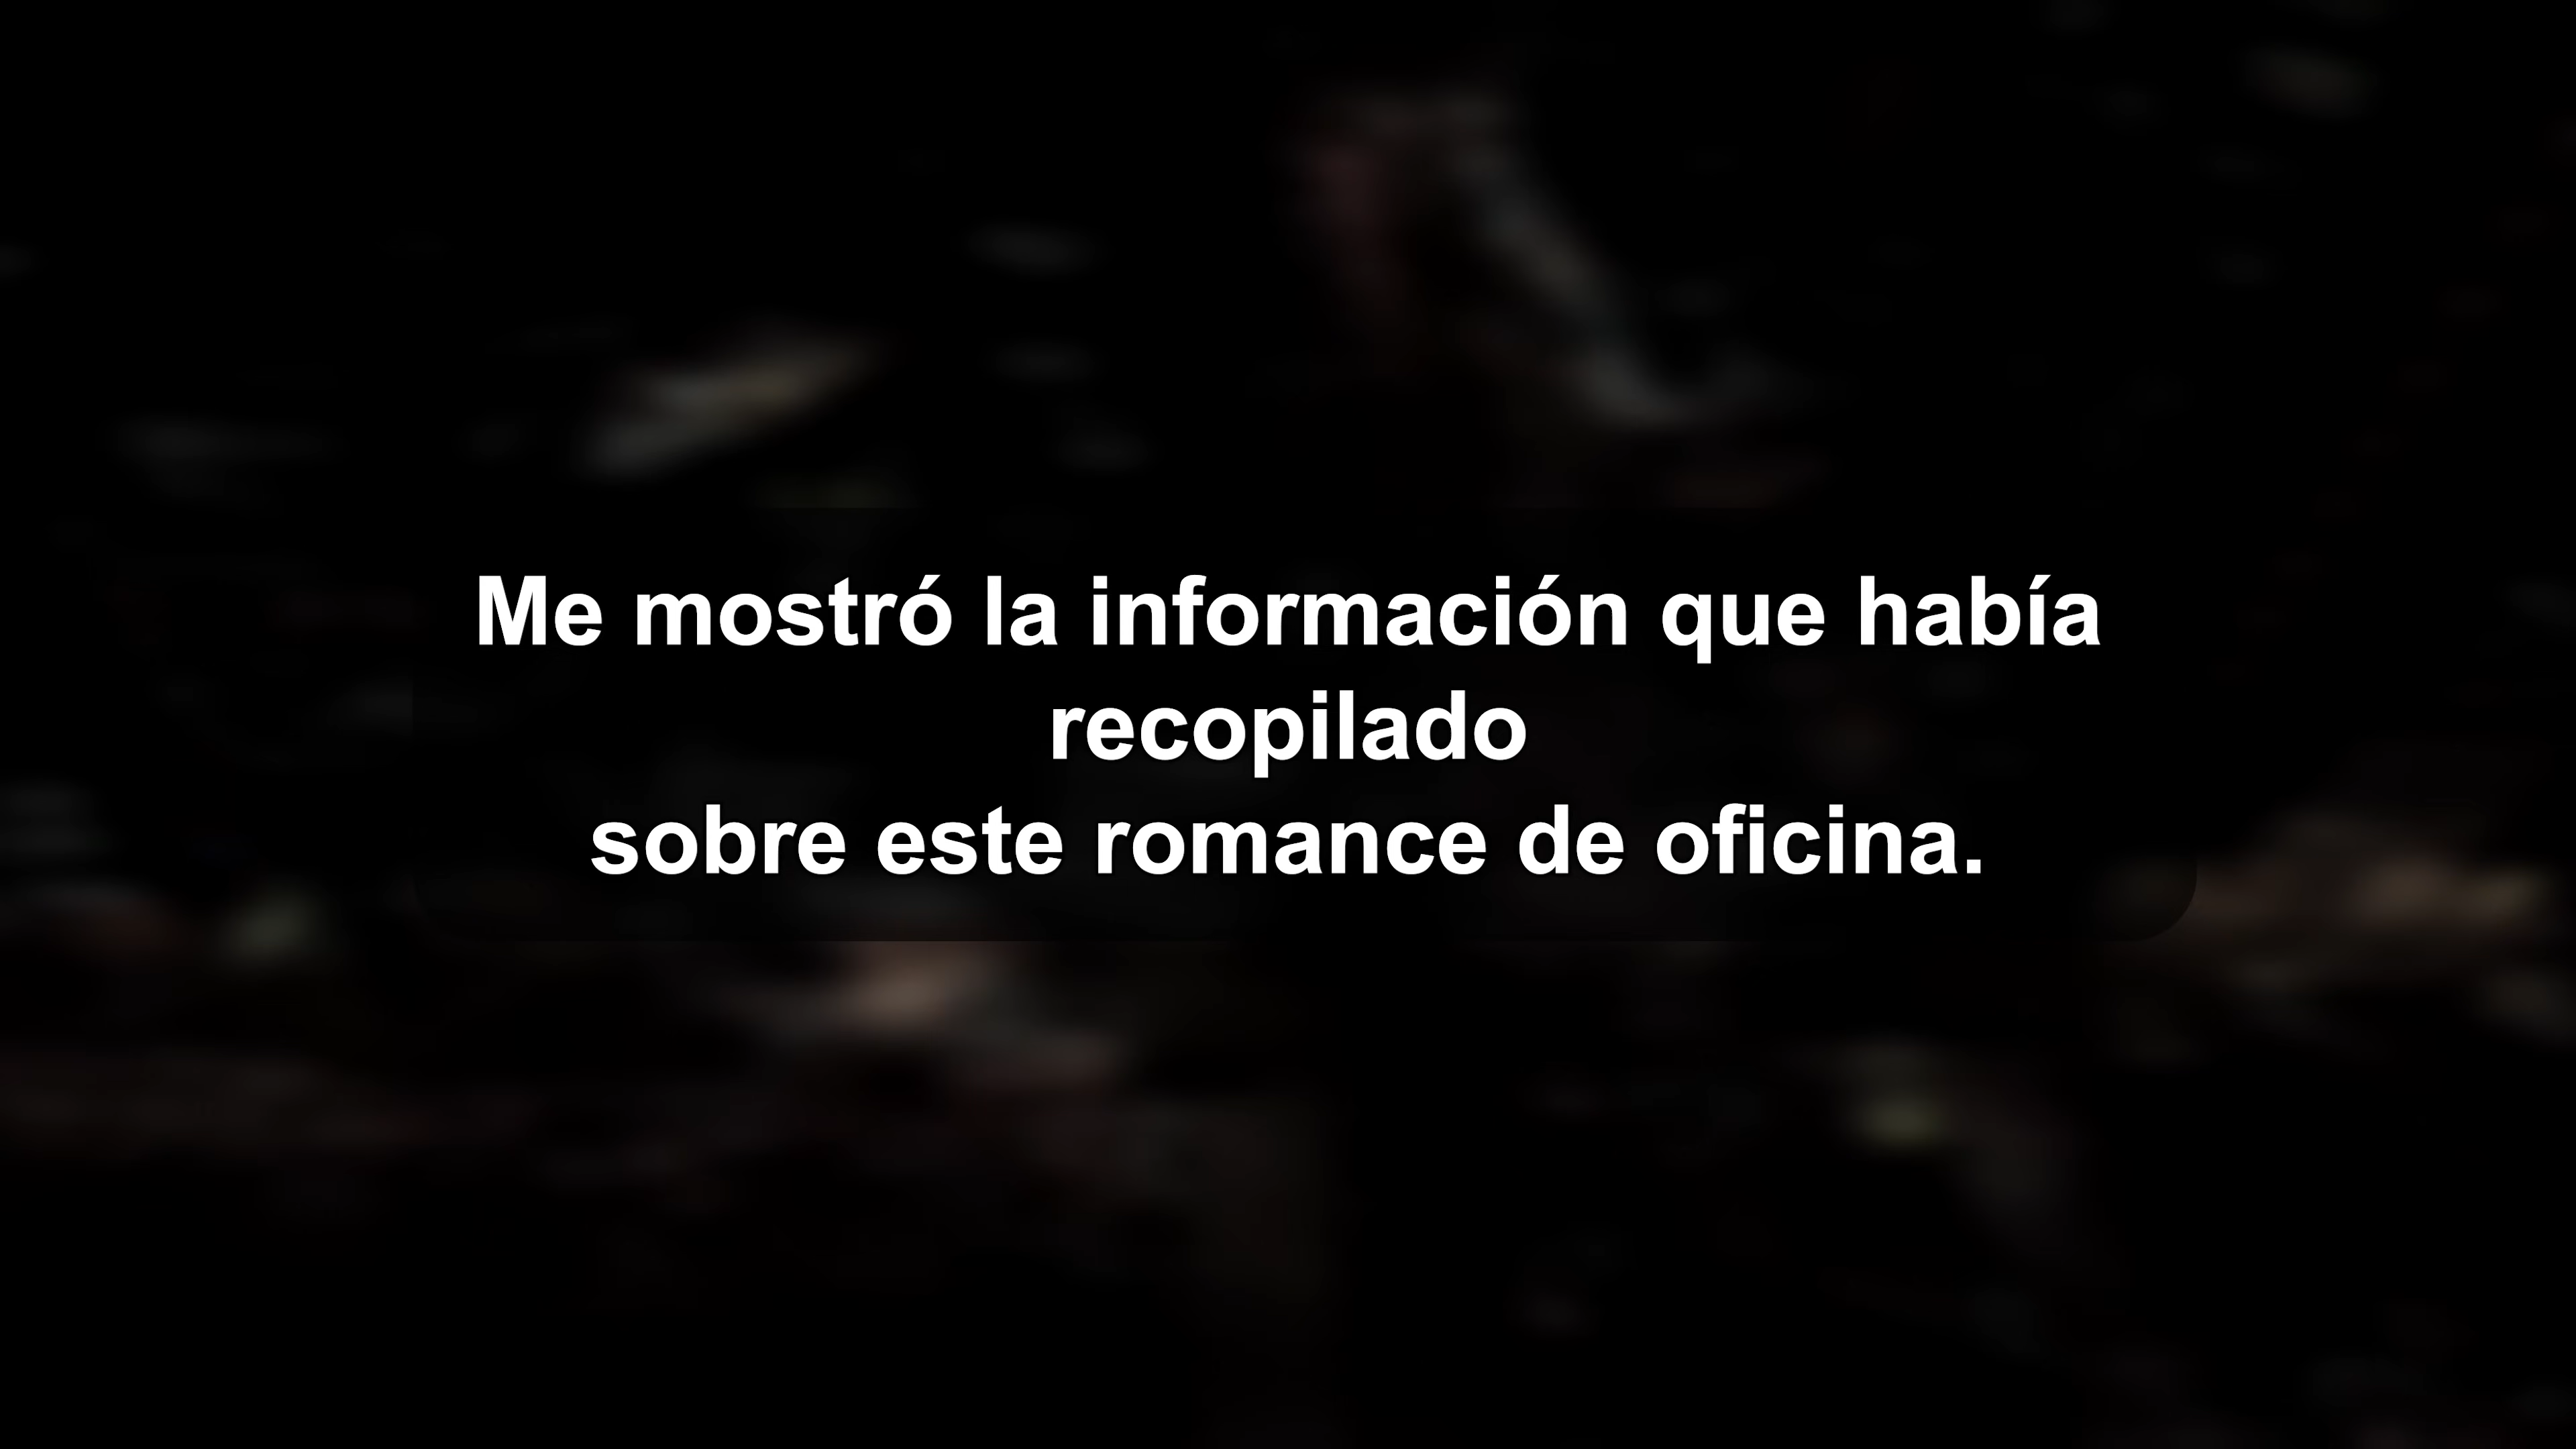 Me mostró la información que había
recopilado
sobre este romance de oficina.